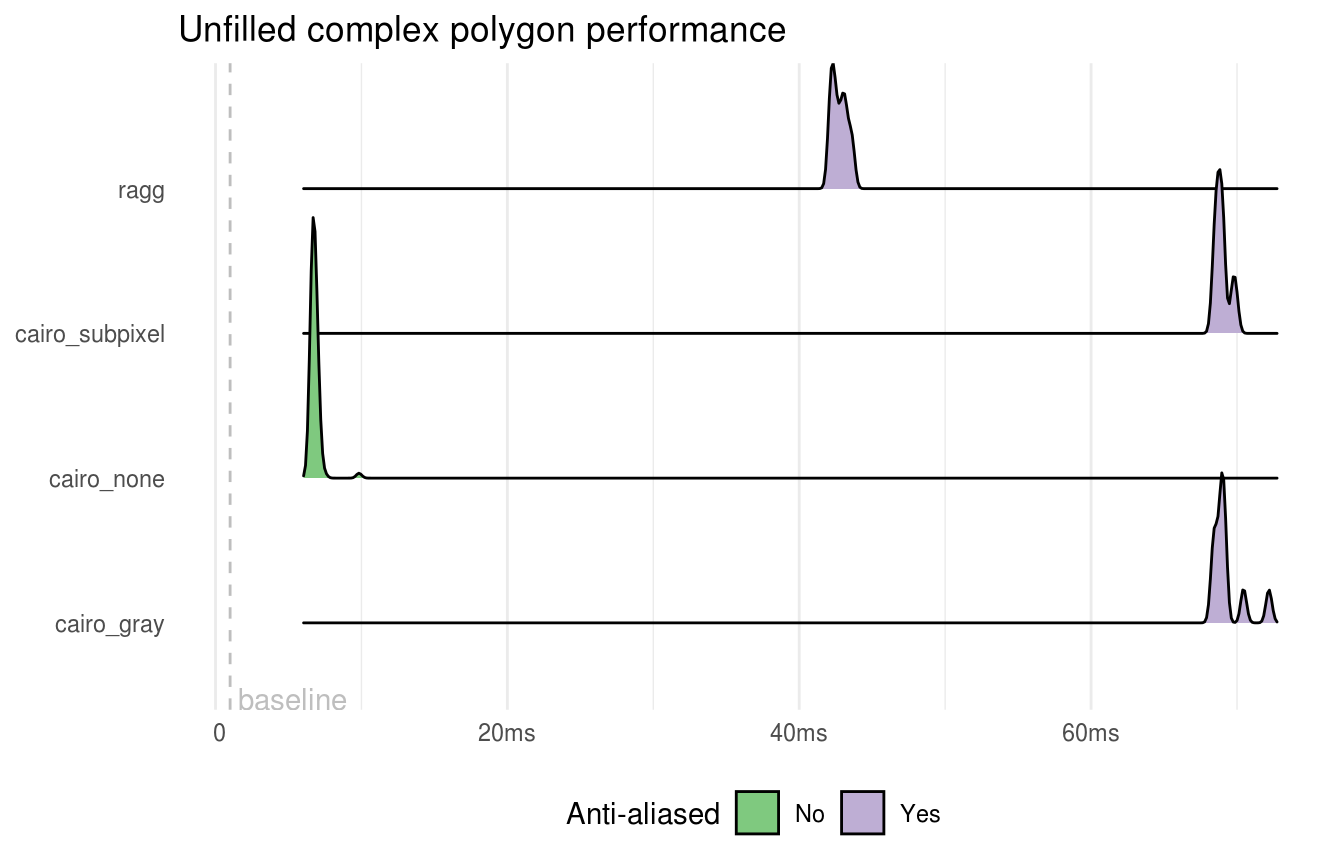 Unfilled complex polygon performance
ragg
cairo_subpixel
cairo_none
cairo_gray
baseline
0 20ms 40ms 60ms
Anti-aliased No Yes